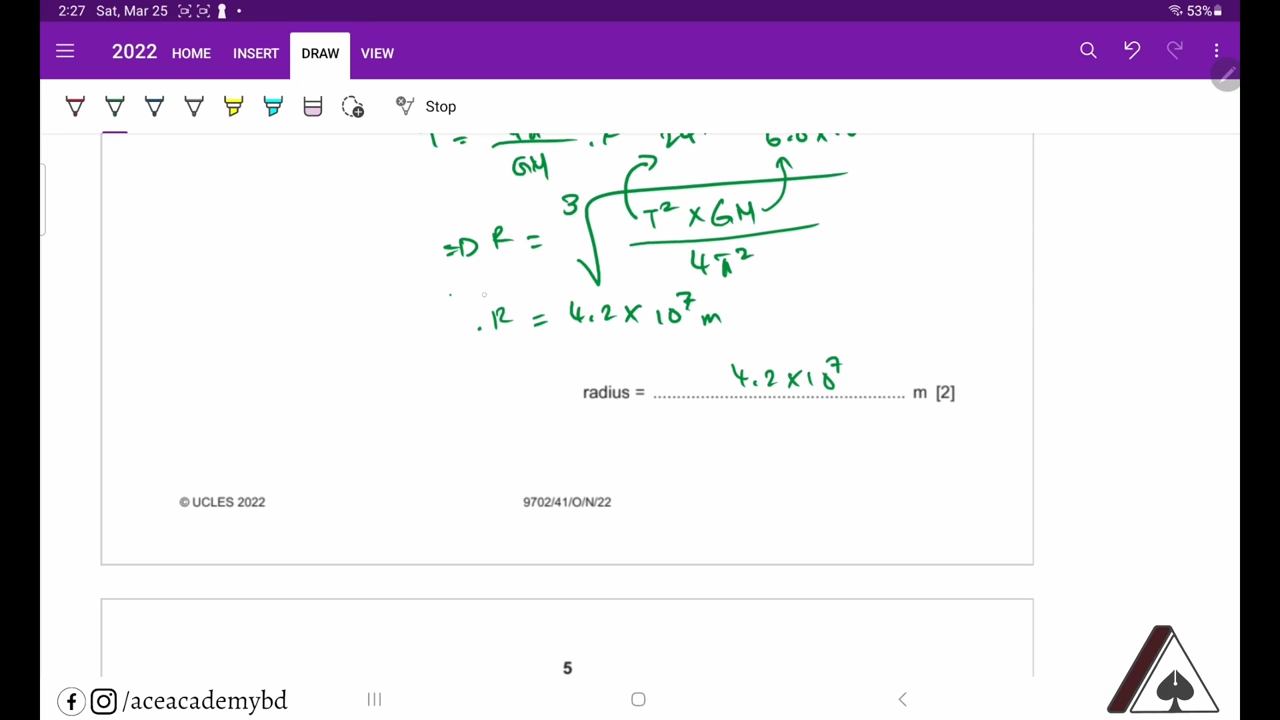 2:27 Sat, Mar 25 53%
2022 HOME INSERT DRAW VIEW
Stop
GM
⇒ R = ³√(T² × GM / 4π²)
∴ R = 4.2 × 10⁷ m
4.2 × 10⁷
radius = ................................................ m [2]
© UCLES 2022 9702/41/O/N/22
5
/aceacademybd